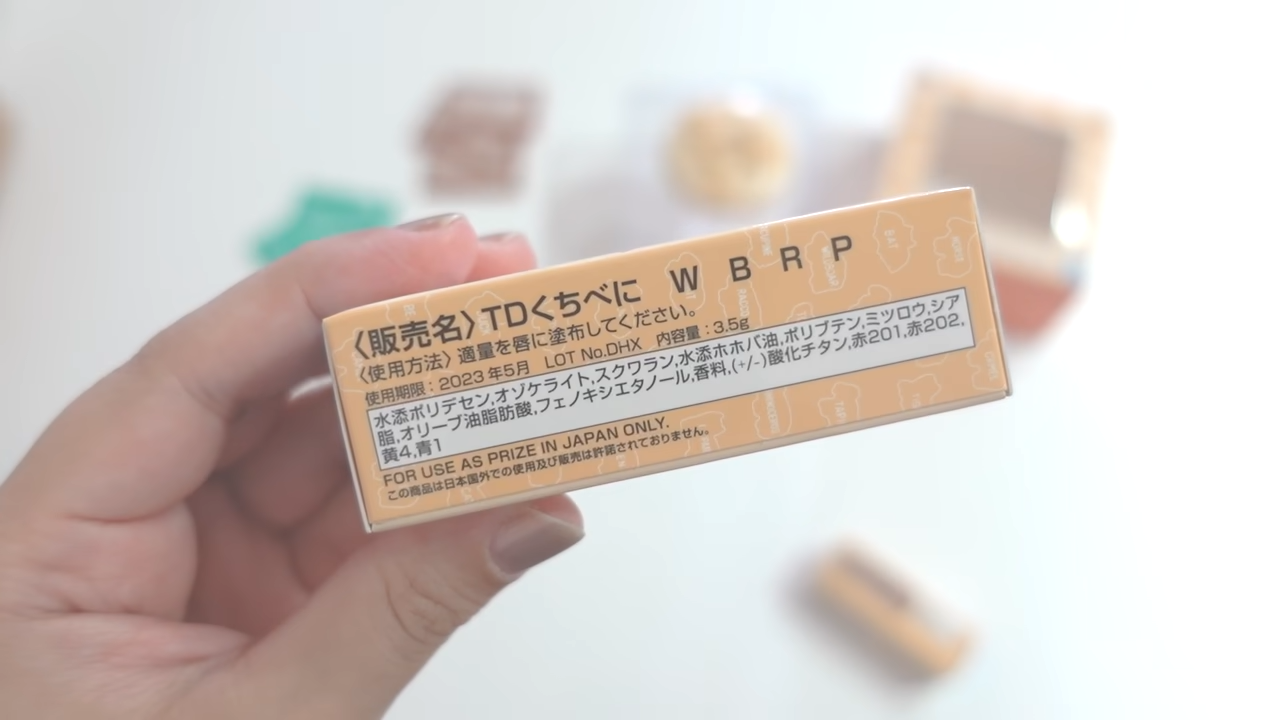 〈販売名〉TDくちべに W B R P
〈使用方法〉適量を唇に塗布してください。
使用期限：2023年5月 LOT No.DHX 内容量：3.5g
水添ポリデセン,オゾケライト,スクワラン,水添ホホバ油,ポリブテン,ミツロウ,シア
脂,オリーブ油脂肪酸,フェノキシエタノール,香料,(+/-)酸化チタン,赤201,赤202,
黄4,青1
FOR USE AS PRIZE IN JAPAN ONLY.
この商品は日本国外での使用及び販売は許諾されておりません。
BAT